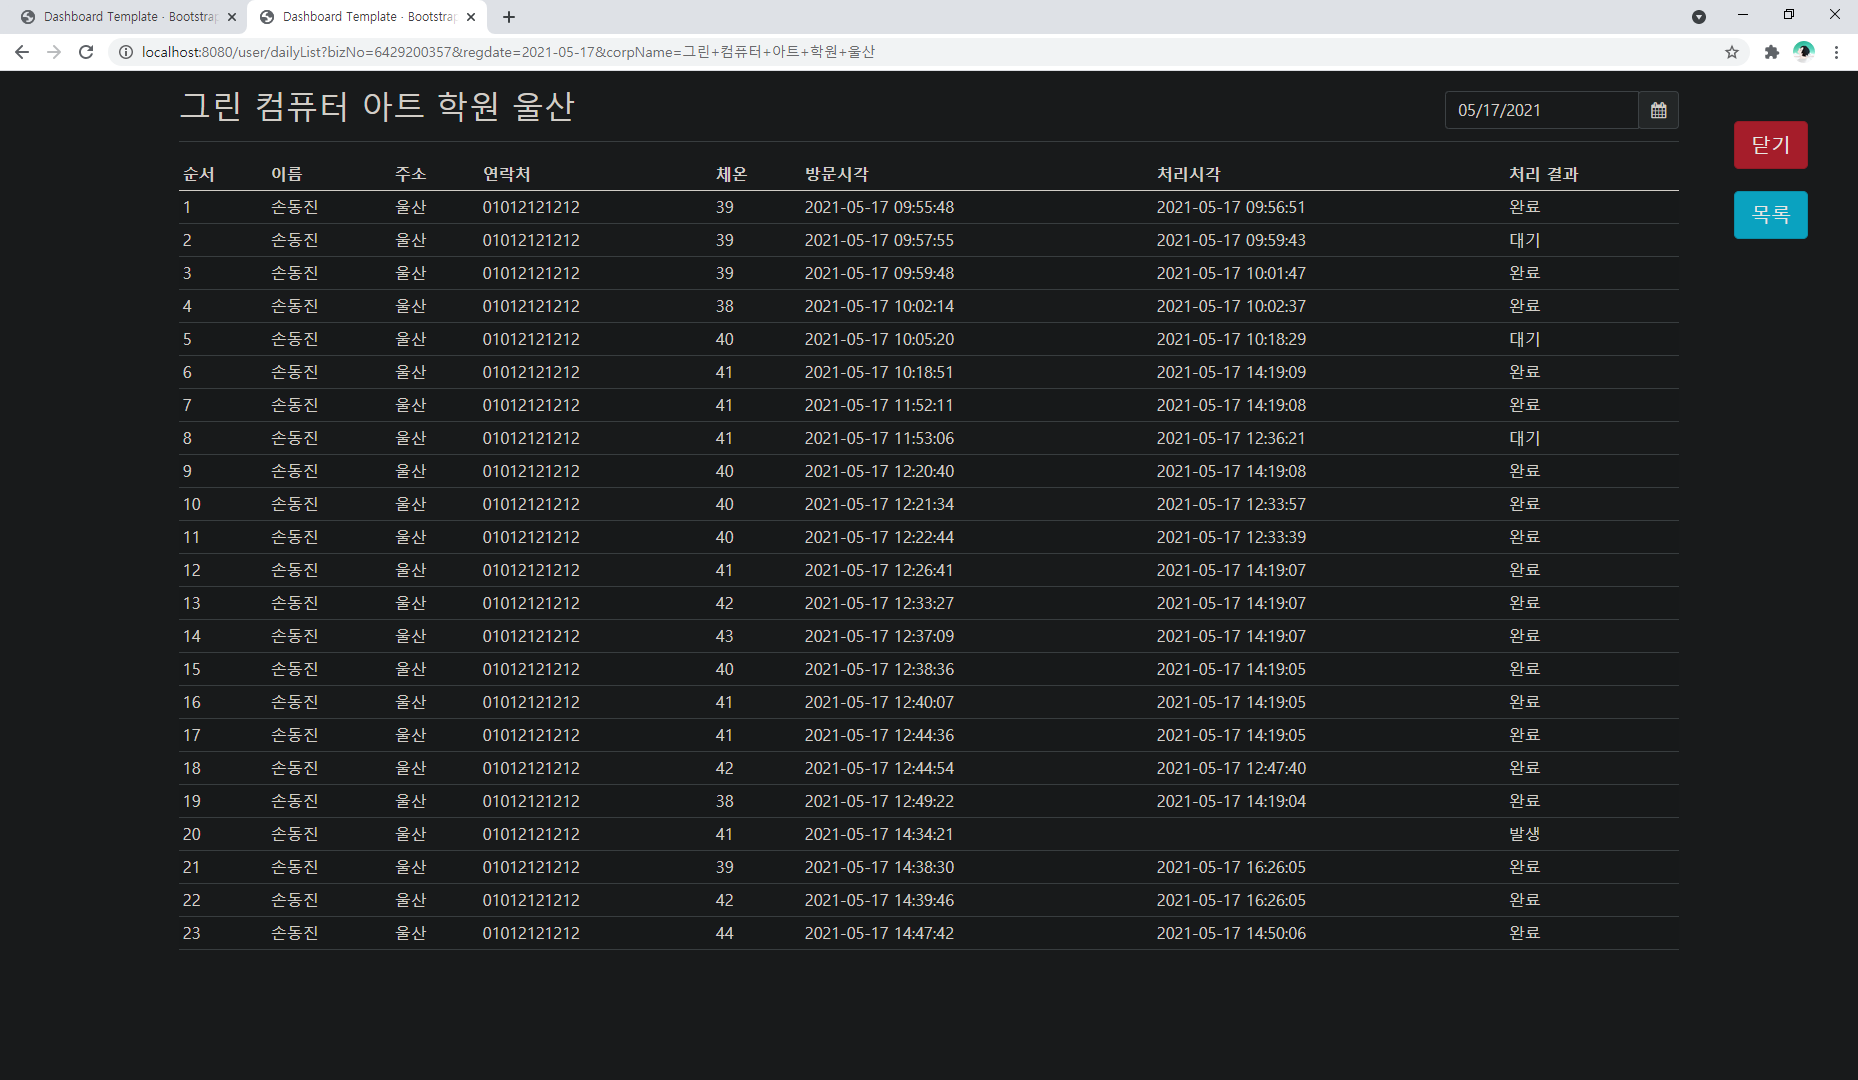 Dashboard Template · Bootstrap
Dashboard Template · Bootstrap
localhost:8080/user/dailyList?bizNo=6429200357&regdate=2021-05-17&corpName=그린+컴퓨터+아트+학원+울산
그린 컴퓨터 아트 학원 울산
05/17/2021
닫기
목록
순서 이름 주소 연락처 채온 방문시각 처리시각 처리 결과
1 손동진 울산 01012121212 39 2021-05-17 09:55:48 2021-05-17 09:56:51 완료
2 손동진 울산 01012121212 39 2021-05-17 09:57:55 2021-05-17 09:59:43 대기
3 손동진 울산 01012121212 39 2021-05-17 09:59:48 2021-05-17 10:01:47 완료
4 손동진 울산 01012121212 38 2021-05-17 10:02:14 2021-05-17 10:02:37 완료
5 손동진 울산 01012121212 40 2021-05-17 10:05:20 2021-05-17 10:18:29 대기
6 손동진 울산 01012121212 41 2021-05-17 10:18:51 2021-05-17 14:19:09 완료
7 손동진 울산 01012121212 41 2021-05-17 11:52:11 2021-05-17 14:19:08 완료
8 손동진 울산 01012121212 41 2021-05-17 11:53:06 2021-05-17 12:36:21 대기
9 손동진 울산 01012121212 40 2021-05-17 12:20:40 2021-05-17 14:19:08 완료
10 손동진 울산 01012121212 40 2021-05-17 12:21:34 2021-05-17 12:33:57 완료
11 손동진 울산 01012121212 40 2021-05-17 12:22:44 2021-05-17 12:33:39 완료
12 손동진 울산 01012121212 41 2021-05-17 12:26:41 2021-05-17 14:19:07 완료
13 손동진 울산 01012121212 42 2021-05-17 12:33:27 2021-05-17 14:19:07 완료
14 손동진 울산 01012121212 43 2021-05-17 12:37:09 2021-05-17 14:19:07 완료
15 손동진 울산 01012121212 40 2021-05-17 12:38:36 2021-05-17 14:19:05 완료
16 손동진 울산 01012121212 41 2021-05-17 12:40:07 2021-05-17 14:19:05 완료
17 손동진 울산 01012121212 41 2021-05-17 12:44:36 2021-05-17 14:19:05 완료
18 손동진 울산 01012121212 42 2021-05-17 12:44:54 2021-05-17 12:47:40 완료
19 손동진 울산 01012121212 38 2021-05-17 12:49:22 2021-05-17 14:19:04 완료
20 손동진 울산 01012121212 41 2021-05-17 14:34:21 발생
21 손동진 울산 01012121212 39 2021-05-17 14:38:30 2021-05-17 16:26:05 완료
22 손동진 울산 01012121212 42 2021-05-17 14:39:46 2021-05-17 16:26:05 완료
23 손동진 울산 01012121212 44 2021-05-17 14:47:42 2021-05-17 14:50:06 완료